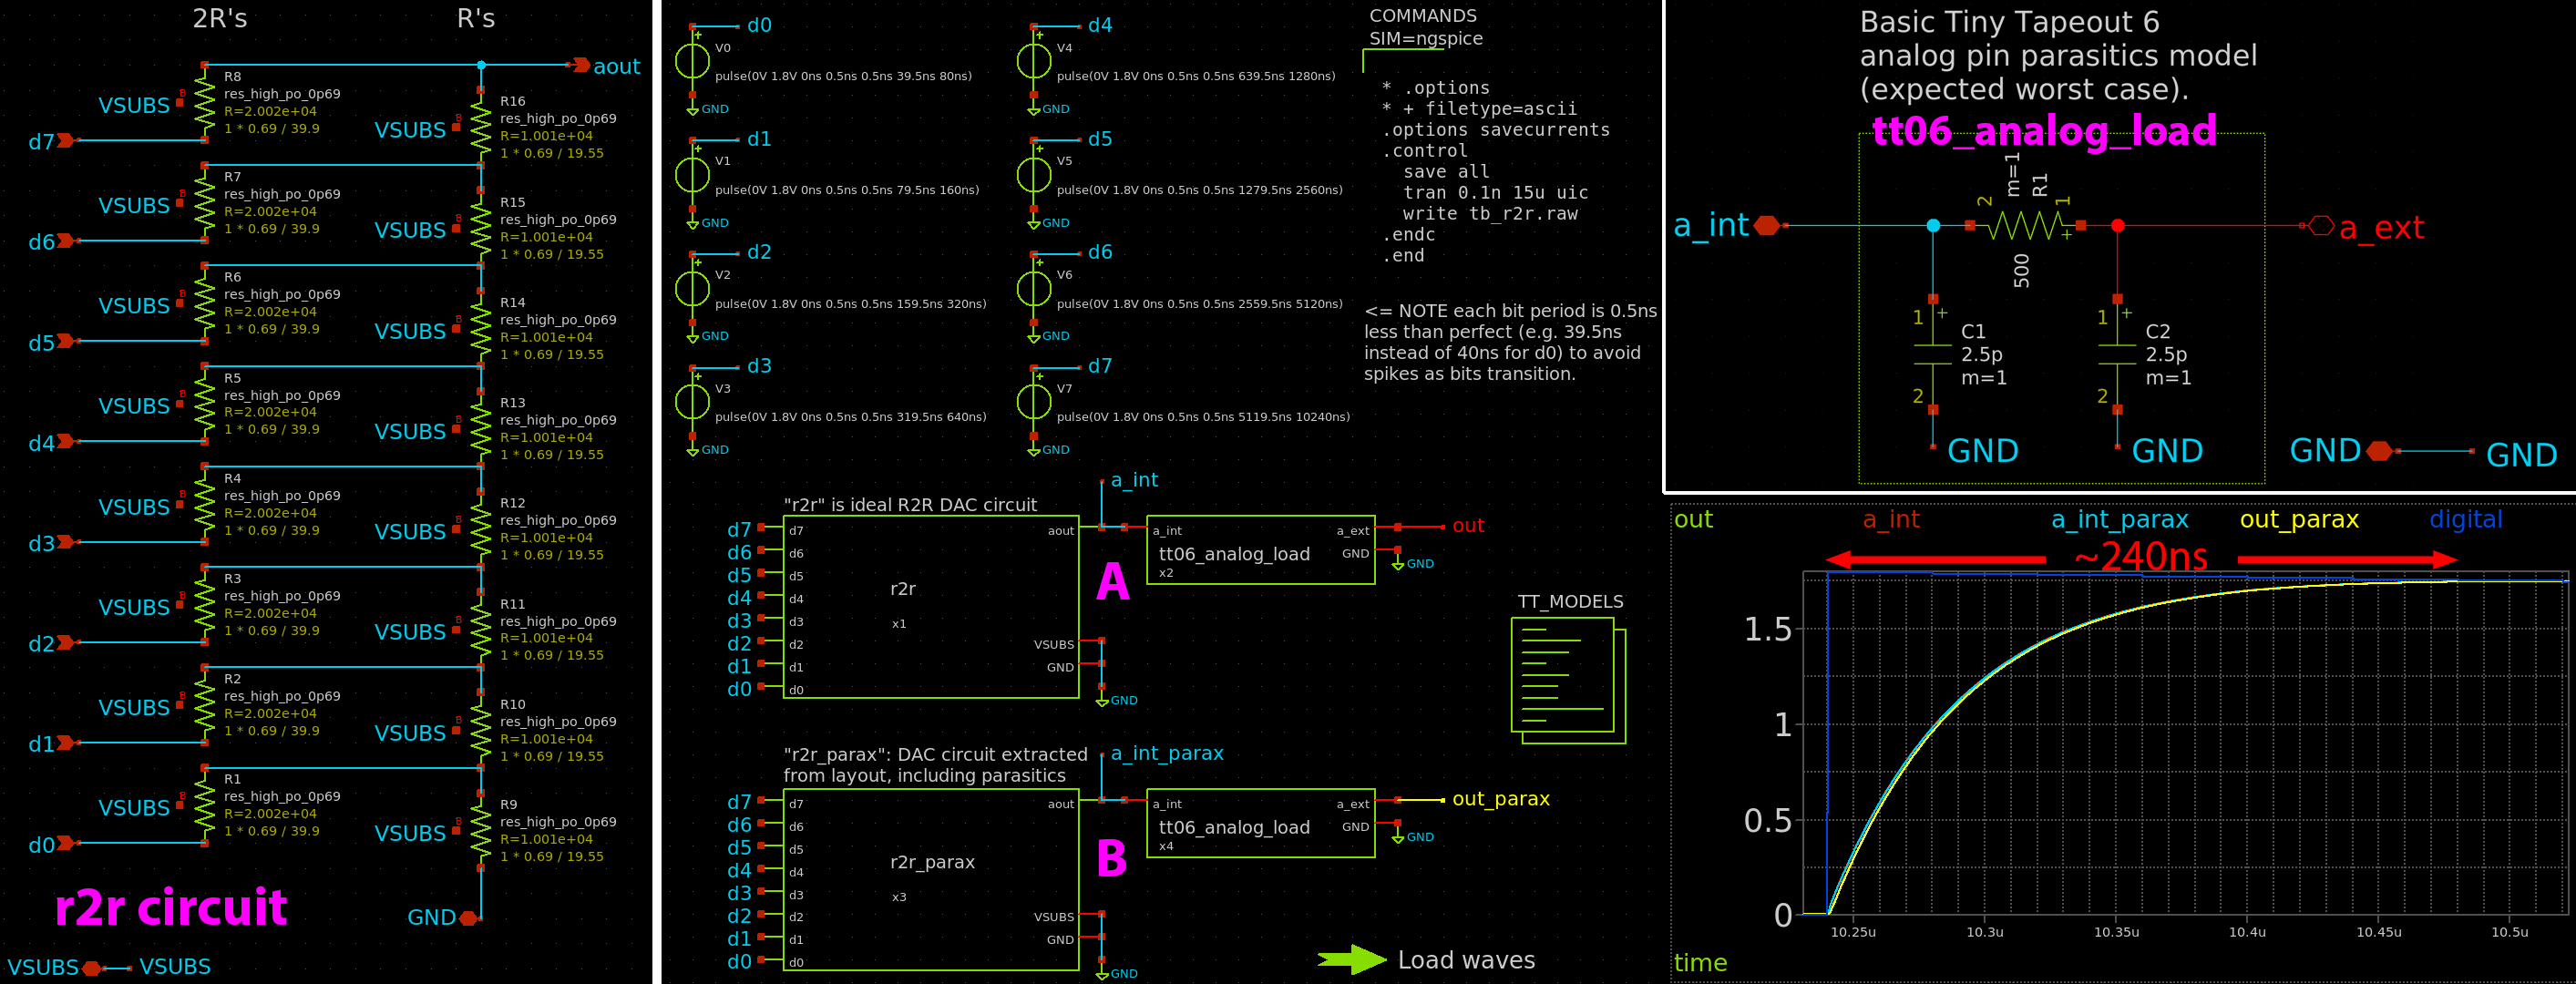 2R's
R's
aout
R8
res_high_po_0p69
R=2.002e+04
1 * 0.69 / 39.9
VSUBS
B
d7
R16
res_high_po_0p69
R=1.001e+04
1 * 0.69 / 19.55
VSUBS
B
R7
res_high_po_0p69
R=2.002e+04
1 * 0.69 / 39.9
VSUBS
B
d6
R15
res_high_po_0p69
R=1.001e+04
1 * 0.69 / 19.55
VSUBS
B
R6
res_high_po_0p69
R=2.002e+04
1 * 0.69 / 39.9
VSUBS
B
d5
R14
res_high_po_0p69
R=1.001e+04
1 * 0.69 / 19.55
VSUBS
B
R5
res_high_po_0p69
R=2.002e+04
1 * 0.69 / 39.9
VSUBS
B
d4
R13
res_high_po_0p69
R=1.001e+04
1 * 0.69 / 19.55
VSUBS
B
R4
res_high_po_0p69
R=2.002e+04
1 * 0.69 / 39.9
VSUBS
B
d3
R12
res_high_po_0p69
R=1.001e+04
1 * 0.69 / 19.55
VSUBS
B
R3
res_high_po_0p69
R=2.002e+04
1 * 0.69 / 39.9
VSUBS
B
d2
R11
res_high_po_0p69
R=1.001e+04
1 * 0.69 / 19.55
VSUBS
B
R2
res_high_po_0p69
R=2.002e+04
1 * 0.69 / 39.9
VSUBS
B
d1
R10
res_high_po_0p69
R=1.001e+04
1 * 0.69 / 19.55
VSUBS
B
R1
res_high_po_0p69
R=2.002e+04
1 * 0.69 / 39.9
VSUBS
B
d0
R9
res_high_po_0p69
R=1.001e+04
1 * 0.69 / 19.55
VSUBS
B
r2r circuit
GND
VSUBS
VSUBS
d0
V0
pulse(0V 1.8V 0ns 0.5ns 0.5ns 39.5ns 80ns)
GND
d4
V4
pulse(0V 1.8V 0ns 0.5ns 0.5ns 639.5ns 1280ns)
GND
d1
V1
pulse(0V 1.8V 0ns 0.5ns 0.5ns 79.5ns 160ns)
GND
d5
V5
pulse(0V 1.8V 0ns 0.5ns 0.5ns 1279.5ns 2560ns)
GND
d2
V2
pulse(0V 1.8V 0ns 0.5ns 0.5ns 159.5ns 320ns)
GND
d6
V6
pulse(0V 1.8V 0ns 0.5ns 0.5ns 2559.5ns 5120ns)
GND
d3
V3
pulse(0V 1.8V 0ns 0.5ns 0.5ns 319.5ns 640ns)
GND
d7
V7
pulse(0V 1.8V 0ns 0.5ns 0.5ns 5119.5ns 10240ns)
GND
COMMANDS
SIM=ngspice
* .options
* + filetype=ascii
.options savecurrents
.control
save all
tran 0.1n 15u uic
write tb_r2r.raw
.endc
.end
<= NOTE each bit period is 0.5ns
less than perfect (e.g. 39.5ns
instead of 40ns for d0) to avoid
spikes as bits transition.
a_int
"r2r" is ideal R2R DAC circuit
d7
d6
d5
d4
d3
d2
d1
d0
d7
d6
d5
d4
d3
d2
d1
d0
r2r
x1
aout
VSUBS
GND
GND
A
a_int
a_ext
tt06_analog_load
GND
x2
GND
out
TT_MODELS
a_int_parax
"r2r_parax": DAC circuit extracted
from layout, including parasitics
d7
d6
d5
d4
d3
d2
d1
d0
d7
d6
d5
d4
d3
d2
d1
d0
r2r_parax
x3
aout
VSUBS
GND
GND
B
a_int
a_ext
tt06_analog_load
GND
x4
GND
out_parax
Load waves
Basic Tiny Tapeout 6
analog pin parasitics model
(expected worst case).
tt06_analog_load
m=1
R1
2
1
500
a_int
a_ext
1
C1
2.5p
m=1
2
GND
1
C2
2.5p
m=1
2
GND
GND
GND
out
a_int
a_int_parax
out_parax
digital
~240ns
1.5
1
0.5
0
10.25u
10.3u
10.35u
10.4u
10.45u
10.5u
time